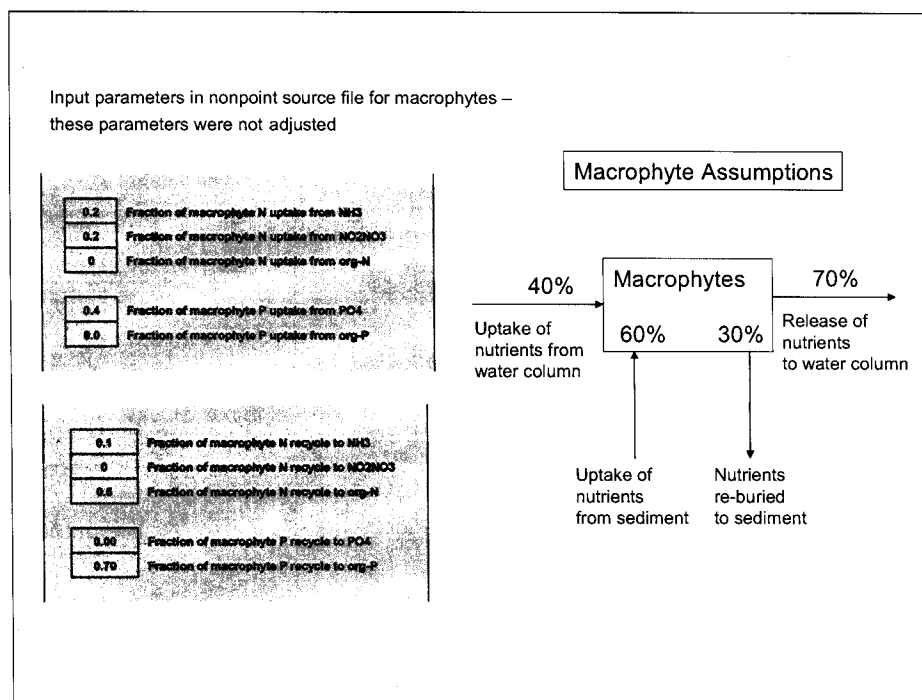 Input parameters in nonpoint source file for macrophytes –
these parameters were not adjusted
0.2 Fraction of macrophyte N uptake from NH3
0.2 Fraction of macrophyte N uptake from NO2NO3
0 Fraction of macrophyte N uptake from org-N
0.4 Fraction of macrophyte P uptake from PO4
Fraction of macrophyte P uptake from org-P
0.1 Fraction of macrophyte N recycle to NH3
0 Fraction of macrophyte N recycle to NO2NO3
Fraction of macrophyte N recycle to org-N
0.00 Fraction of macrophyte P recycle to PO4
0.70 Fraction of macrophyte P recycle to org-P
Macrophyte Assumptions
40%
Uptake of
nutrients from
water column
Macrophytes
60% 30%
70%
Release of
nutrients
to water column
Uptake of
nutrients
from sediment
Nutrients
re-buried
to sediment